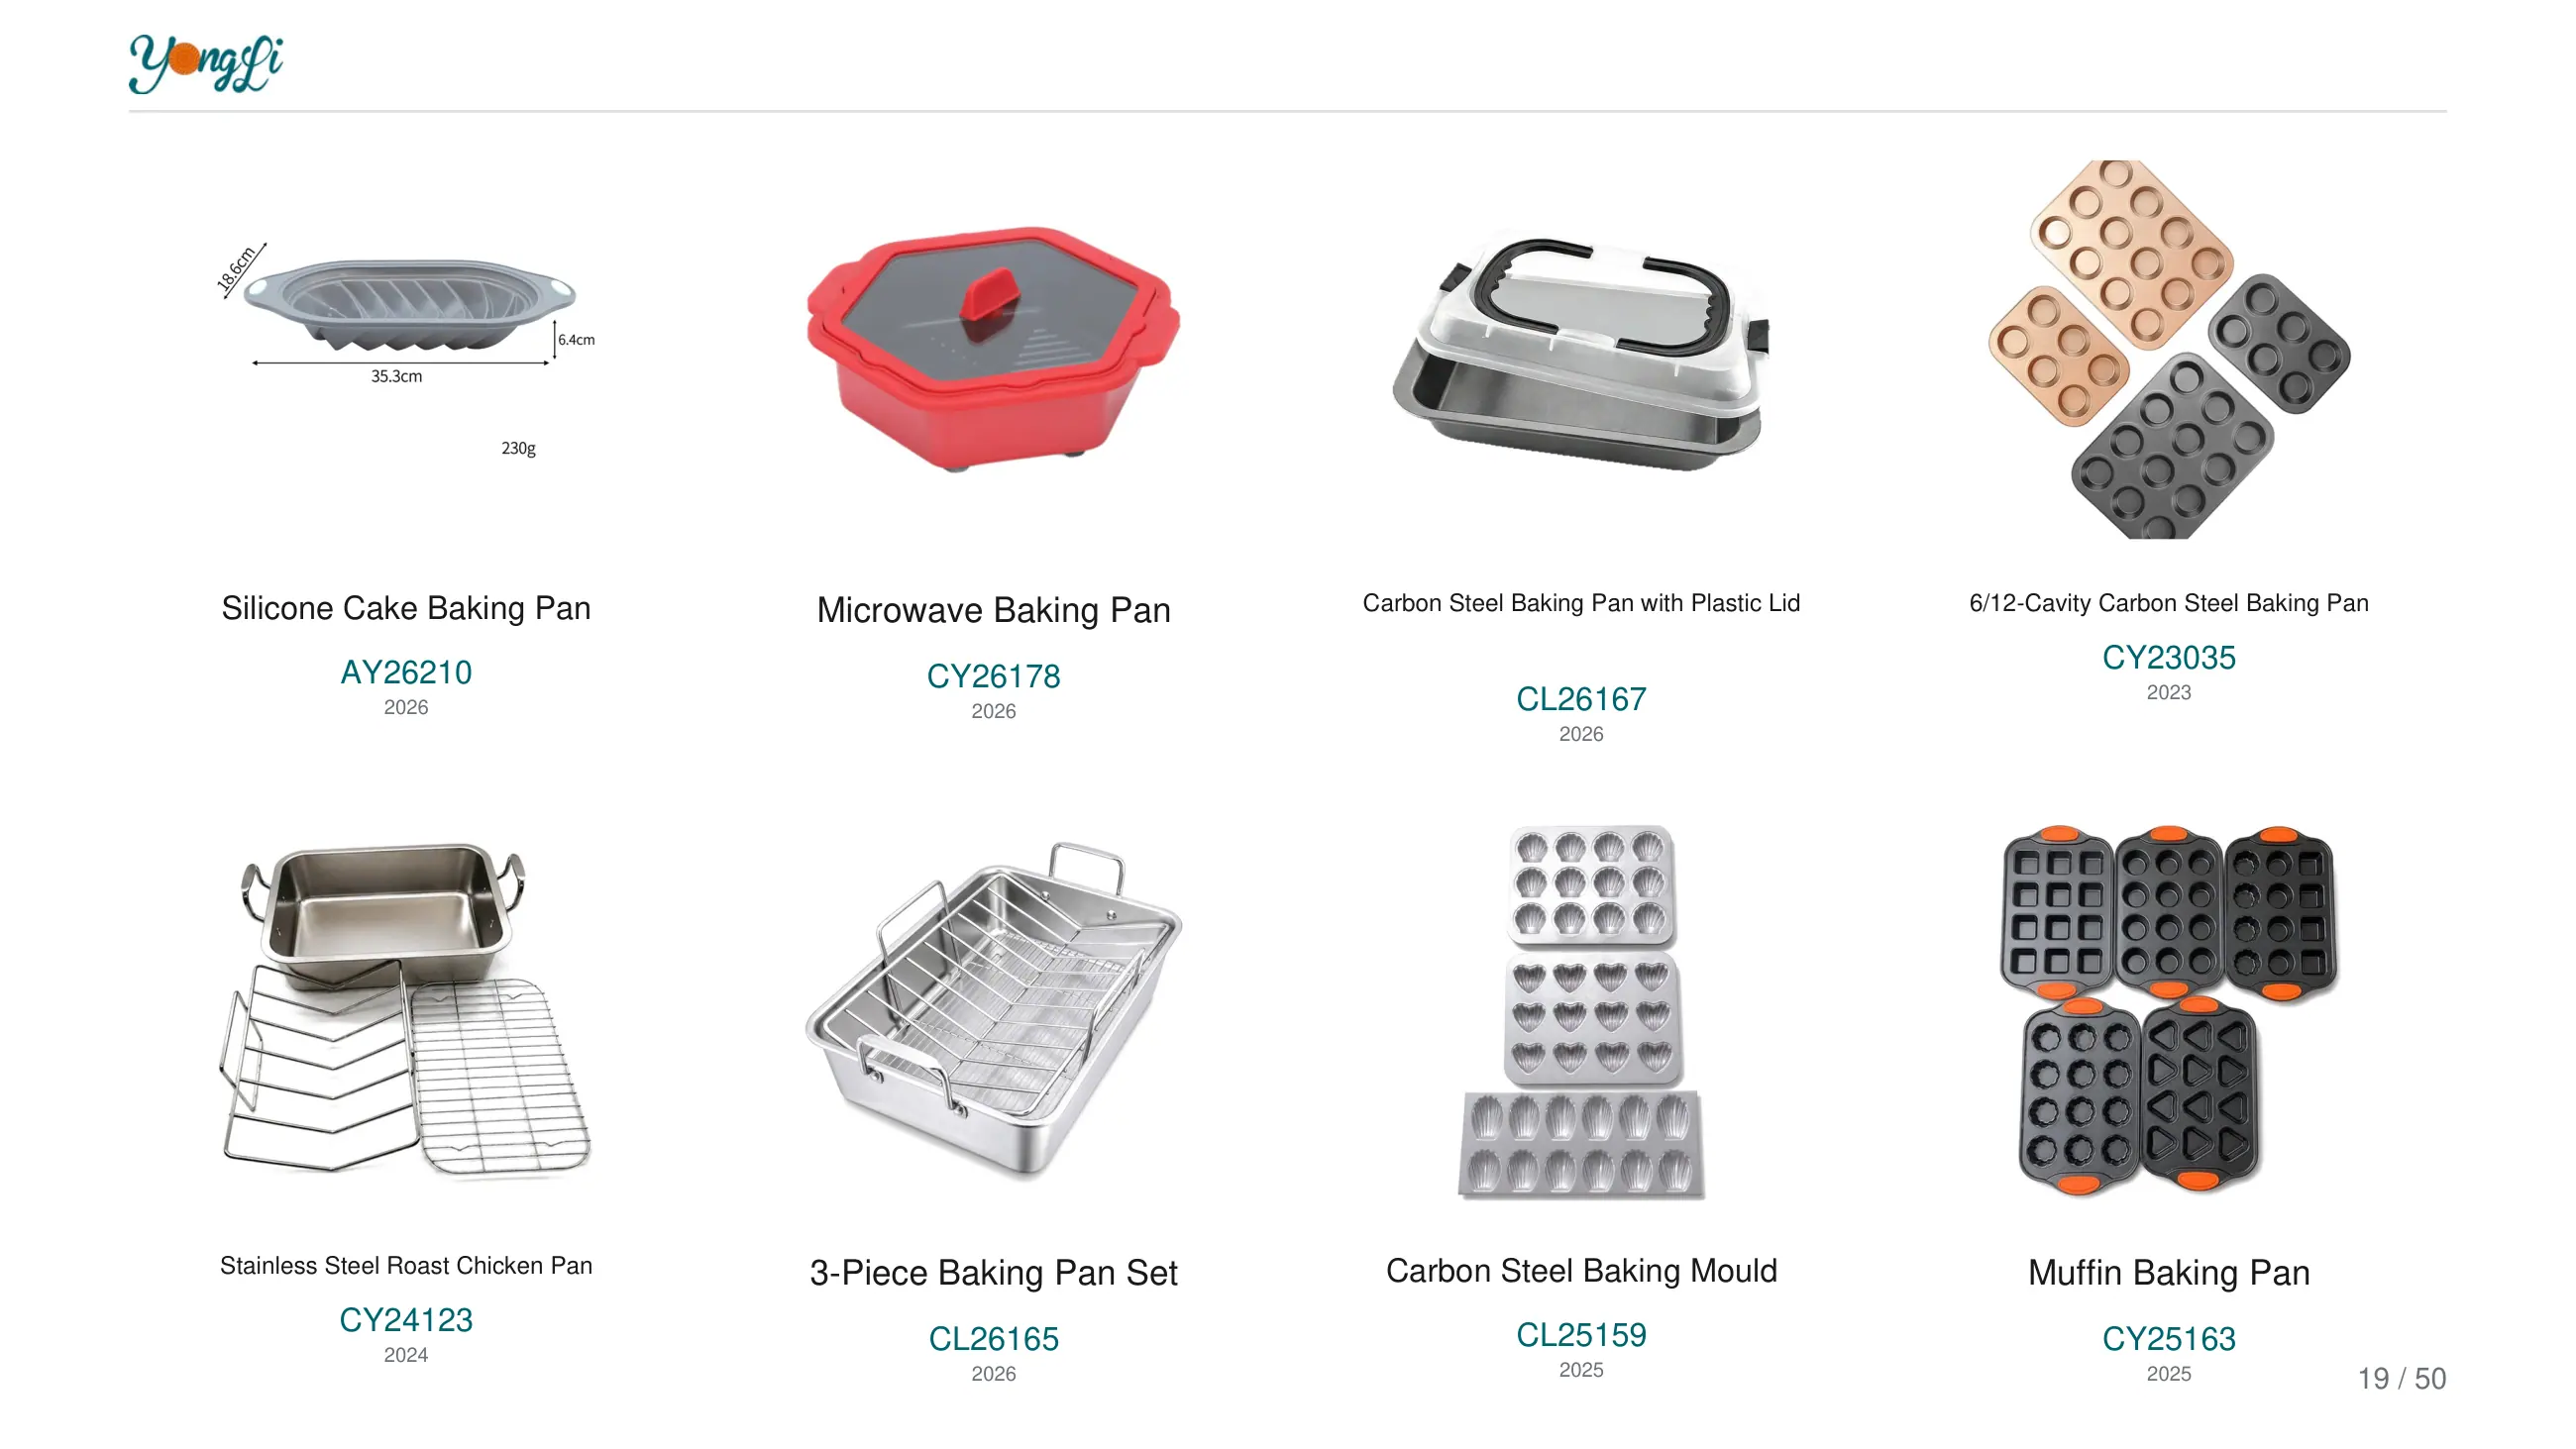 YongLi
18.6cm
6.4cm
35.3cm
230g
Silicone Cake Baking Pan
AY26210
2026
Microwave Baking Pan
CY26178
2026
Carbon Steel Baking Pan with Plastic Lid
CL26167
2026
6/12-Cavity Carbon Steel Baking Pan
CY23035
2023
Stainless Steel Roast Chicken Pan
CY24123
2024
3-Piece Baking Pan Set
CL26165
2026
Carbon Steel Baking Mould
CL25159
2025
Muffin Baking Pan
CY25163
2025
19 / 50